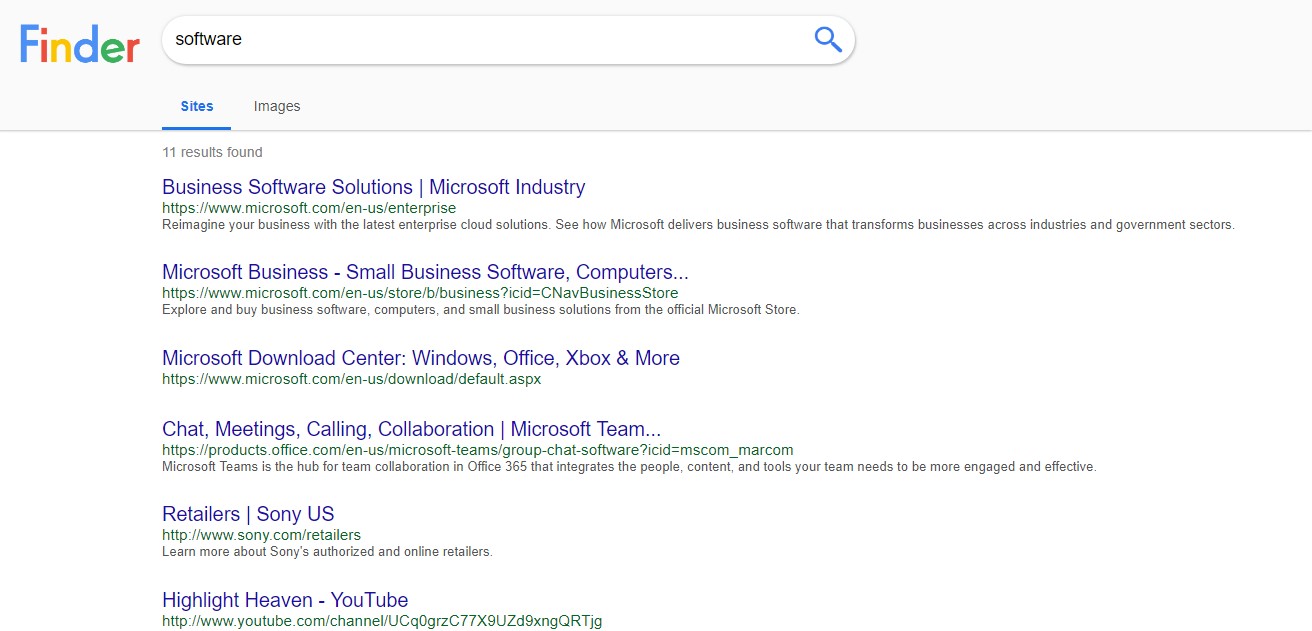 Finder
software
Sites
Images
11 results found
Business Software Solutions | Microsoft Industry
https://www.microsoft.com/en-us/enterprise
Reimagine your business with the latest enterprise cloud solutions. See how Microsoft delivers business software that transforms businesses across industries and government sectors.
Microsoft Business - Small Business Software, Computers...
https://www.microsoft.com/en-us/store/b/business?icid=CNavBusinessStore
Explore and buy business software, computers, and small business solutions from the official Microsoft Store.
Microsoft Download Center: Windows, Office, Xbox & More
https://www.microsoft.com/en-us/download/default.aspx
Chat, Meetings, Calling, Collaboration | Microsoft Team...
https://products.office.com/en-us/microsoft-teams/group-chat-software?icid=mscom_marcom
Microsoft Teams is the hub for team collaboration in Office 365 that integrates the people, content, and tools your team needs to be more engaged and effective.
Retailers | Sony US
http://www.sony.com/retailers
Learn more about Sony's authorized and online retailers.
Highlight Heaven - YouTube
http://www.youtube.com/channel/UCq0grzC77X9UZd9xngQRTjg